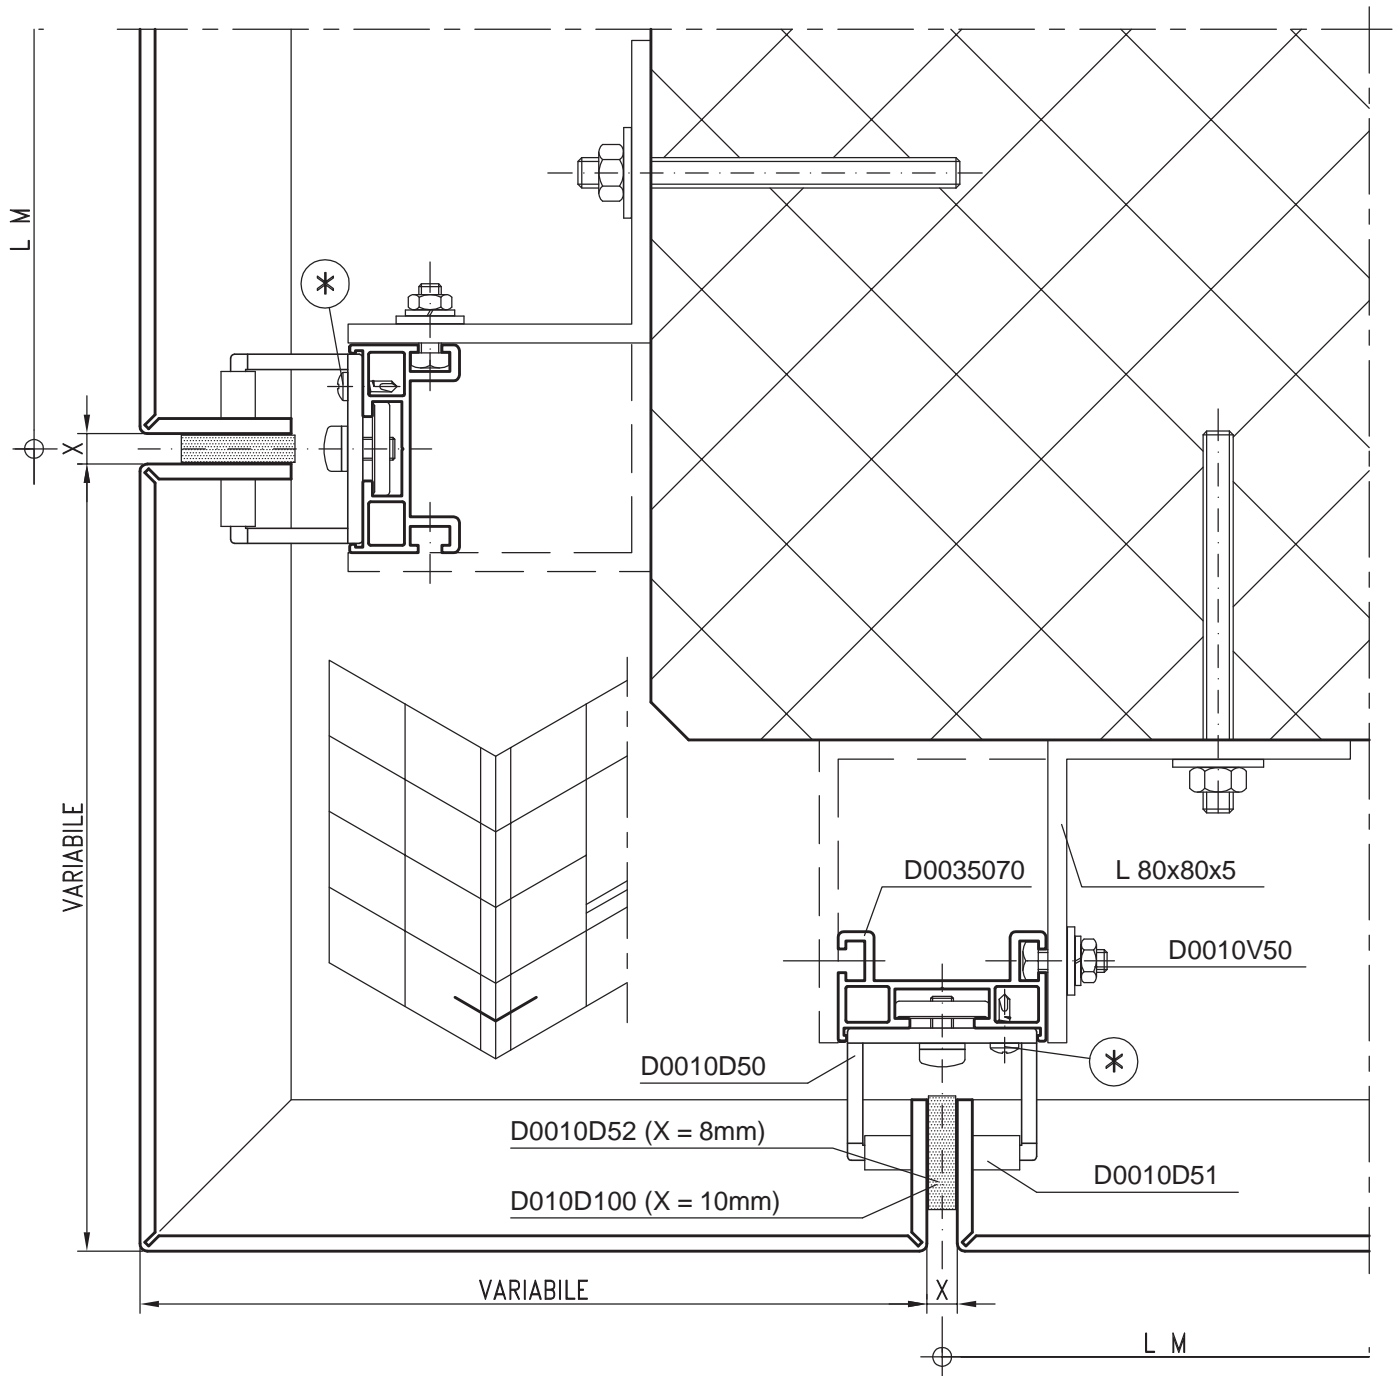 L M
X
VARIABILE
D0035070
L 80x80x5
D0010V50
D0010D50
D0010D52 (X = 8mm)
D0010D51
D010D100 (X = 10mm)
VARIABILE
X
L M